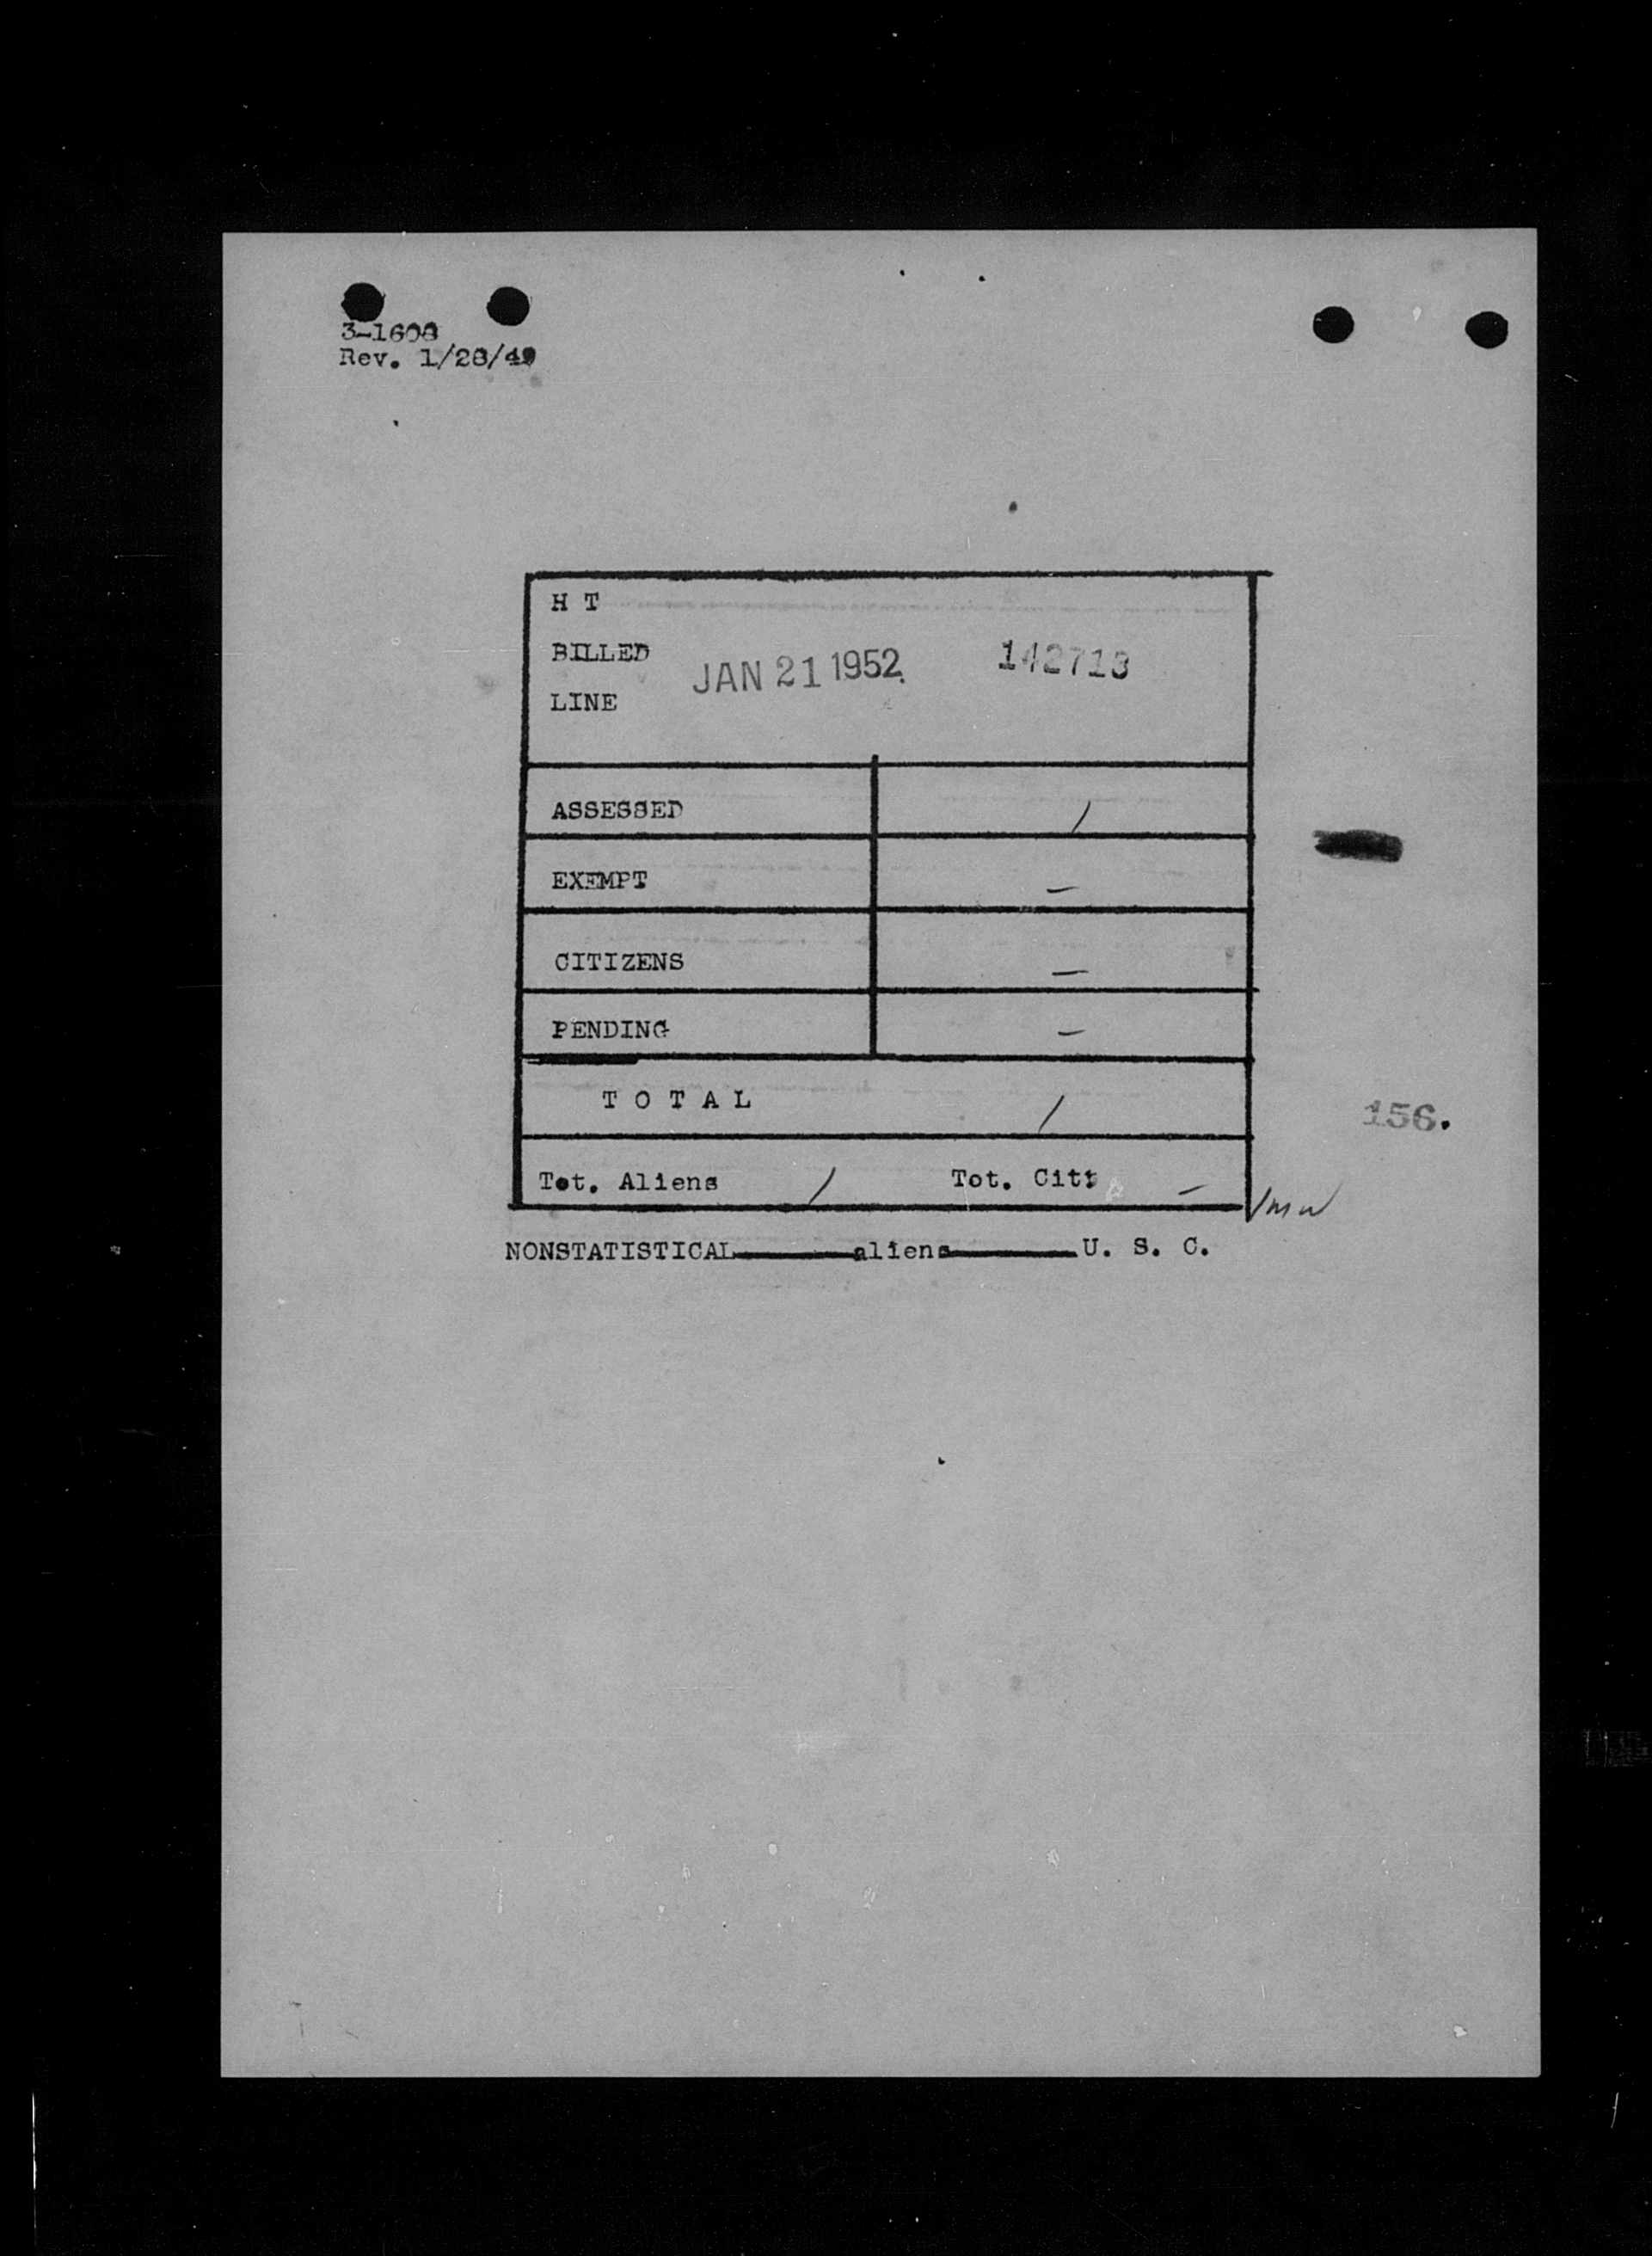 3-1608
Rev. 1/28/49
H T
BILLED JAN 21 1952 142713
LINE
ASSESSED /
EXEMPT –
CITIZENS –
PENDING –
T O T A L /
156.
Tot. Aliens / Tot. Citz –
NONSTATISTICAL aliens U. S. C.